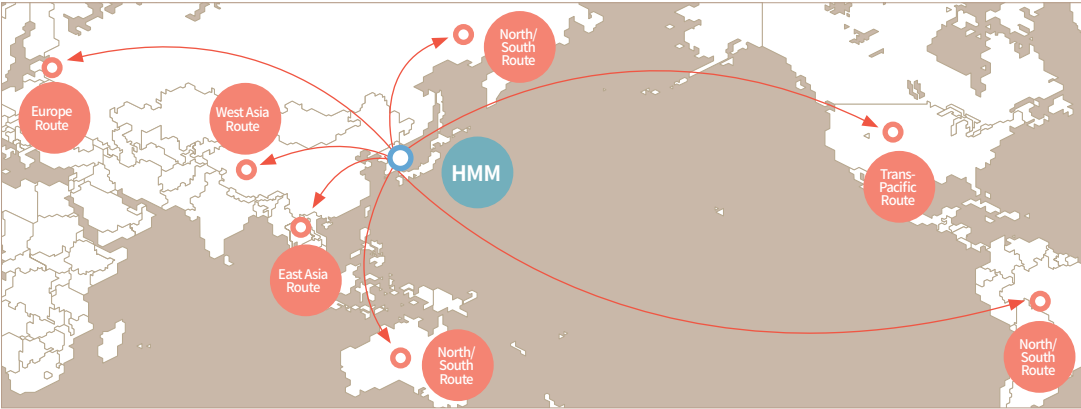 North/
South
Route
Europe
Route
West Asia
Route
HMM
Trans-
Pacific
Route
East Asia
Route
North/
South
Route
North/
South
Route